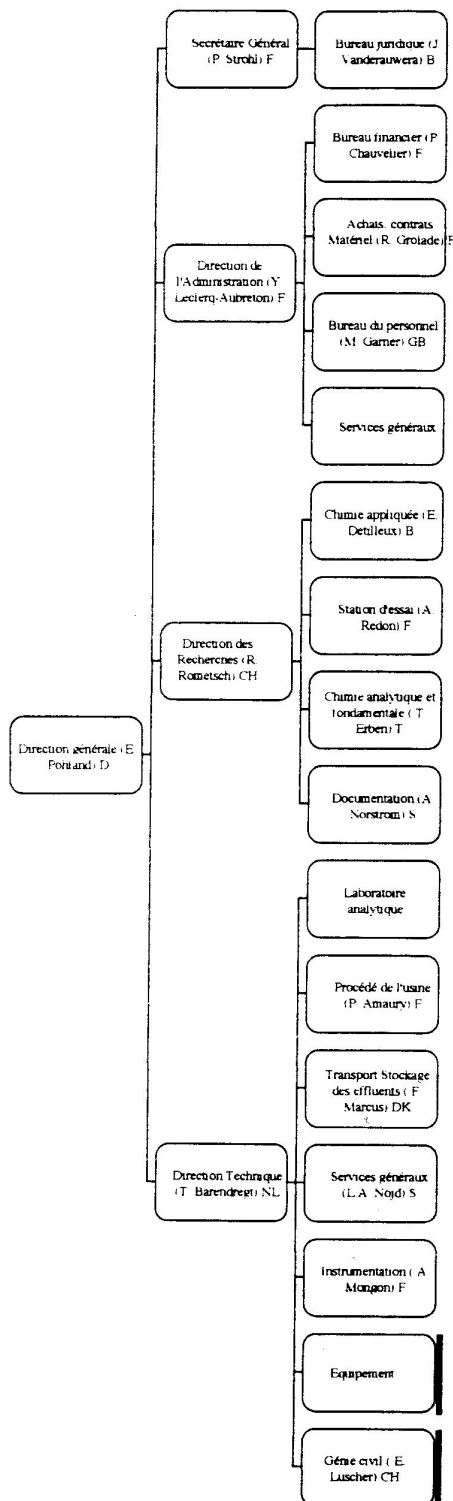 Secrétaire Général
(P. Strohl) F
Bureau juridique (J.
Vanderauwera) B
Bureau financier (P.
Chauvelier) F
Achats, contrats
Matériel (R. Grolade) F
Direction de
l'Administration (Y.
Leclerq-Aubreton) F
Bureau du personnel
(M. Garner) GB
Services généraux
Chimie appliquée (E.
Detilleux) B
Station d'essai (A.
Redon) F
Direction des
Recherches (R.
Rometsch) CH
Chimie analytique et
fondamentale ( T.
Erben) T
Direction générale (E.
Pohland) D
Documentation (A.
Norstrom) S
Laboratoire
analytique
Procédé de l'usine
(P. Amaury) F
Transport Stockage
des effluents ( F.
Marcus) DK
Direction Technique
(T. Barendregt) NL
Services généraux
(L.A. Nojd) S
Instrumentation ( A.
Mongon) F
Equipement
Génie civil ( E.
Luscher) CH